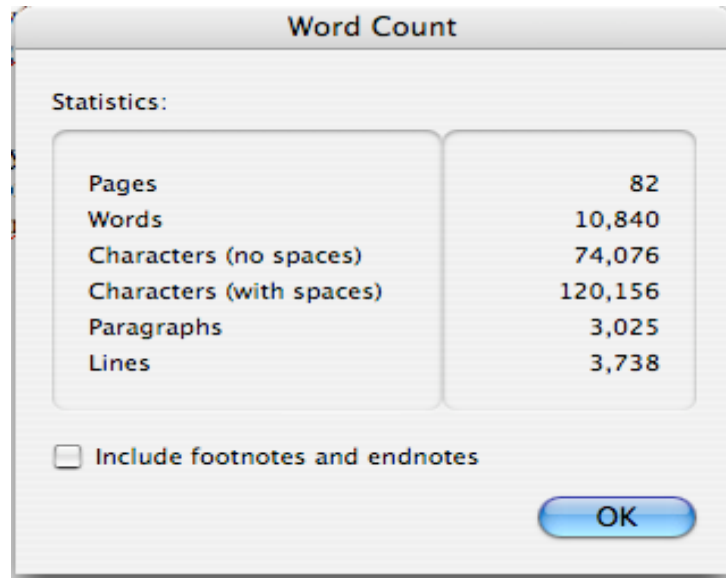 Word Count
Statistics:
Pages 82
Words 10,840
Characters (no spaces) 74,076
Characters (with spaces) 120,156
Paragraphs 3,025
Lines 3,738
Include footnotes and endnotes
OK